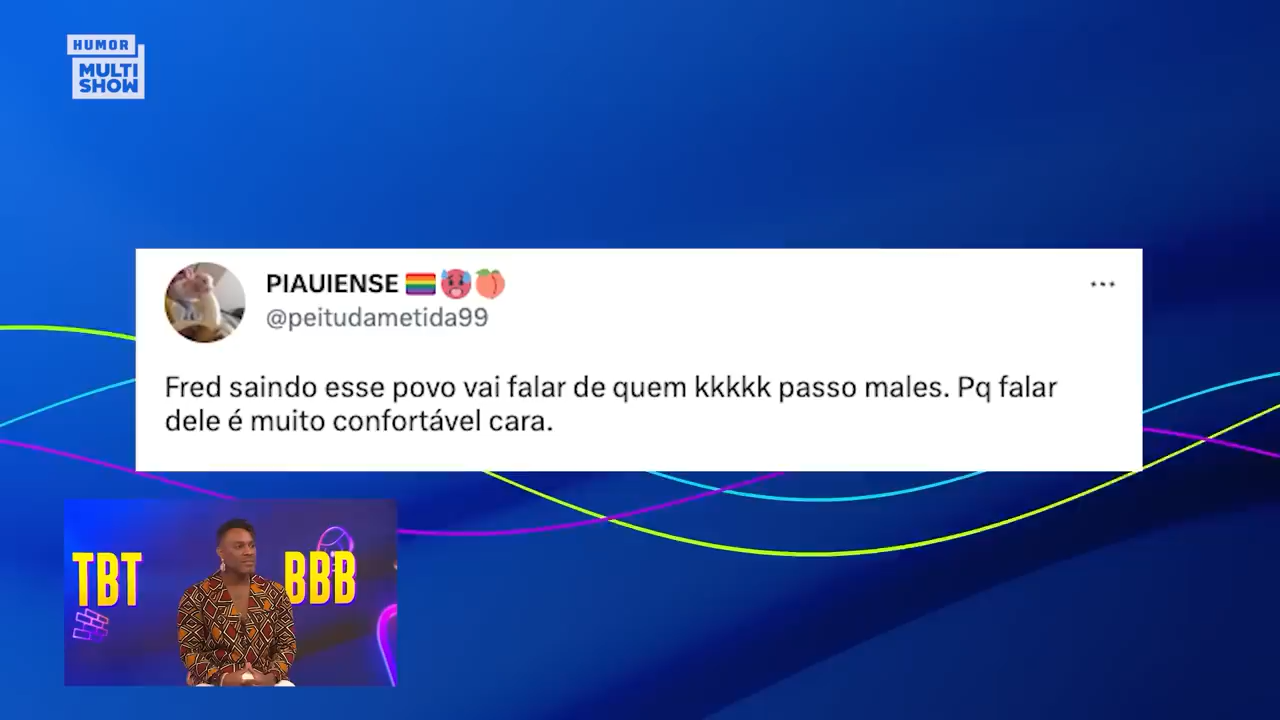 HUMOR
MULTI
SHOW
PIAUIENSE 🏳️‍🌈🥵🍑
@peitudametida99
Fred saindo esse povo vai falar de quem kkkkk passo males. Pq falar
dele é muito confortável cara.
TBT BBB